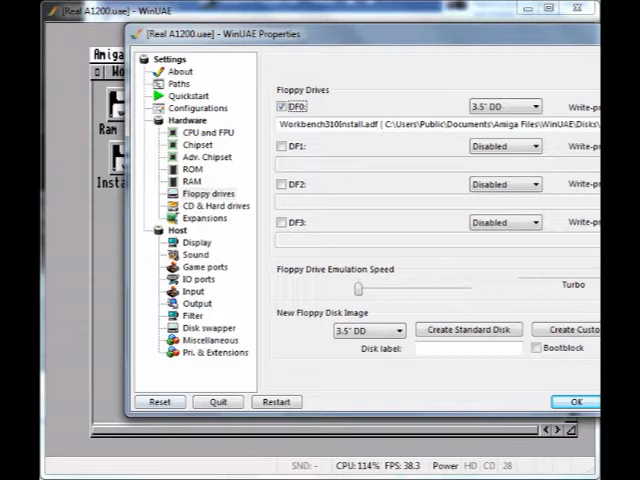 [Real A1200.uae] - WinUAE
[Real A1200.uae] - WinUAE Properties
Amiga
Wo
Ram
Insta
Settings
About
Paths
Quickstart
Configurations
Hardware
CPU and FPU
Chipset
Adv. Chipset
ROM
RAM
Floppy drives
CD & Hard drives
Expansions
Host
Display
Sound
Game ports
IO ports
Input
Output
Filter
Disk swapper
Miscellaneous
Pri. & Extensions
Floppy Drives
DF0: 3.5" DD Write-pr
Workbench310Install.adf ( C:\Users\Public\Documents\Amiga Files\WinUAE\Disks\
DF1: Disabled Write-pr
DF2: Disabled Write-pr
DF3: Disabled Write-pr
Floppy Drive Emulation Speed
Turbo
New Floppy Disk Image
3.5" DD Create Standard Disk Create Custo
Disk label: Bootblock
Reset Quit Restart OK
SND: - CPU: 114% FPS: 38.3 Power HD CD 28